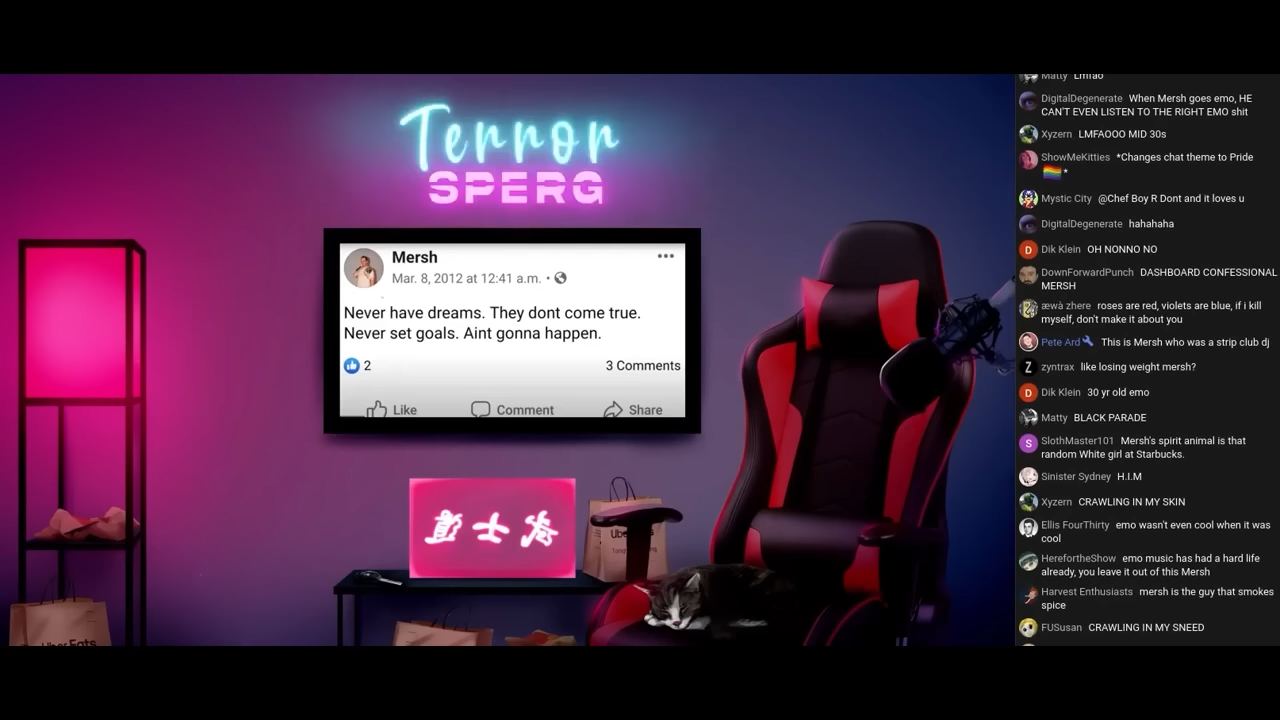 Terror
SPERG
Mersh
Mar. 8, 2012 at 12:41 a.m. •
Never have dreams. They dont come true.
Never set goals. Aint gonna happen.
2
3 Comments
Like Comment Share
道士谷
Uber
Uber Eats
Matty Lmfao
DigitalDegenerate When Mersh goes emo, HE
CAN'T EVEN LISTEN TO THE RIGHT EMO shit
Xyzern LMFAOOO MID 30s
ShowMeKitties *Changes chat theme to Pride
🏳️‍🌈*
Mystic City @Chef Boy R Dont and it loves u
DigitalDegenerate hahahaha
D Dik Klein OH NONNO NO
DownForwardPunch DASHBOARD CONFESSIONAL
MERSH
æwà zhere roses are red, violets are blue, if i kill
myself, don't make it about you
Pete Ard🔧 This is Mersh who was a strip club dj
Z zyntrax like losing weight mersh?
D Dik Klein 30 yr old emo
Matty BLACK PARADE
S SlothMaster101 Mersh's spirit animal is that
random White girl at Starbucks.
Sinister Sydney H.I.M
Xyzern CRAWLING IN MY SKIN
Ellis FourThirty emo wasn't even cool when it was
cool
HerefortheShow emo music has had a hard life
already, you leave it out of this Mersh
Harvest Enthusiasts mersh is the guy that smokes
spice
FUSusan CRAWLING IN MY SNEED